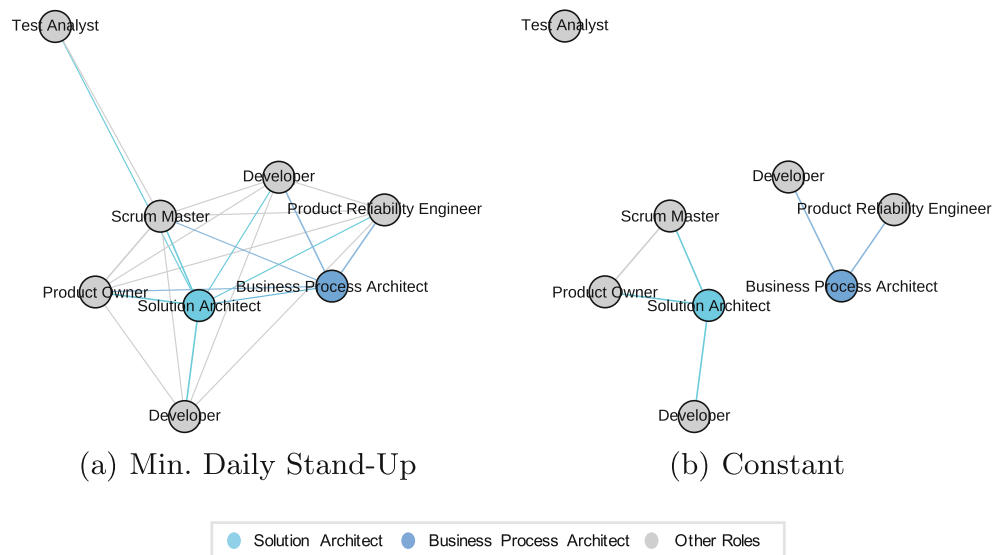 Test Analyst
Developer
Product Reliability Engineer
Scrum Master
Product Owner
Business Process Architect
Solution Architect
Developer
(a) Min. Daily Stand-Up
Test Analyst
Developer
Product Reliability Engineer
Scrum Master
Product Owner
Business Process Architect
Solution Architect
Developer
(b) Constant
Solution Architect
Business Process Architect
Other Roles